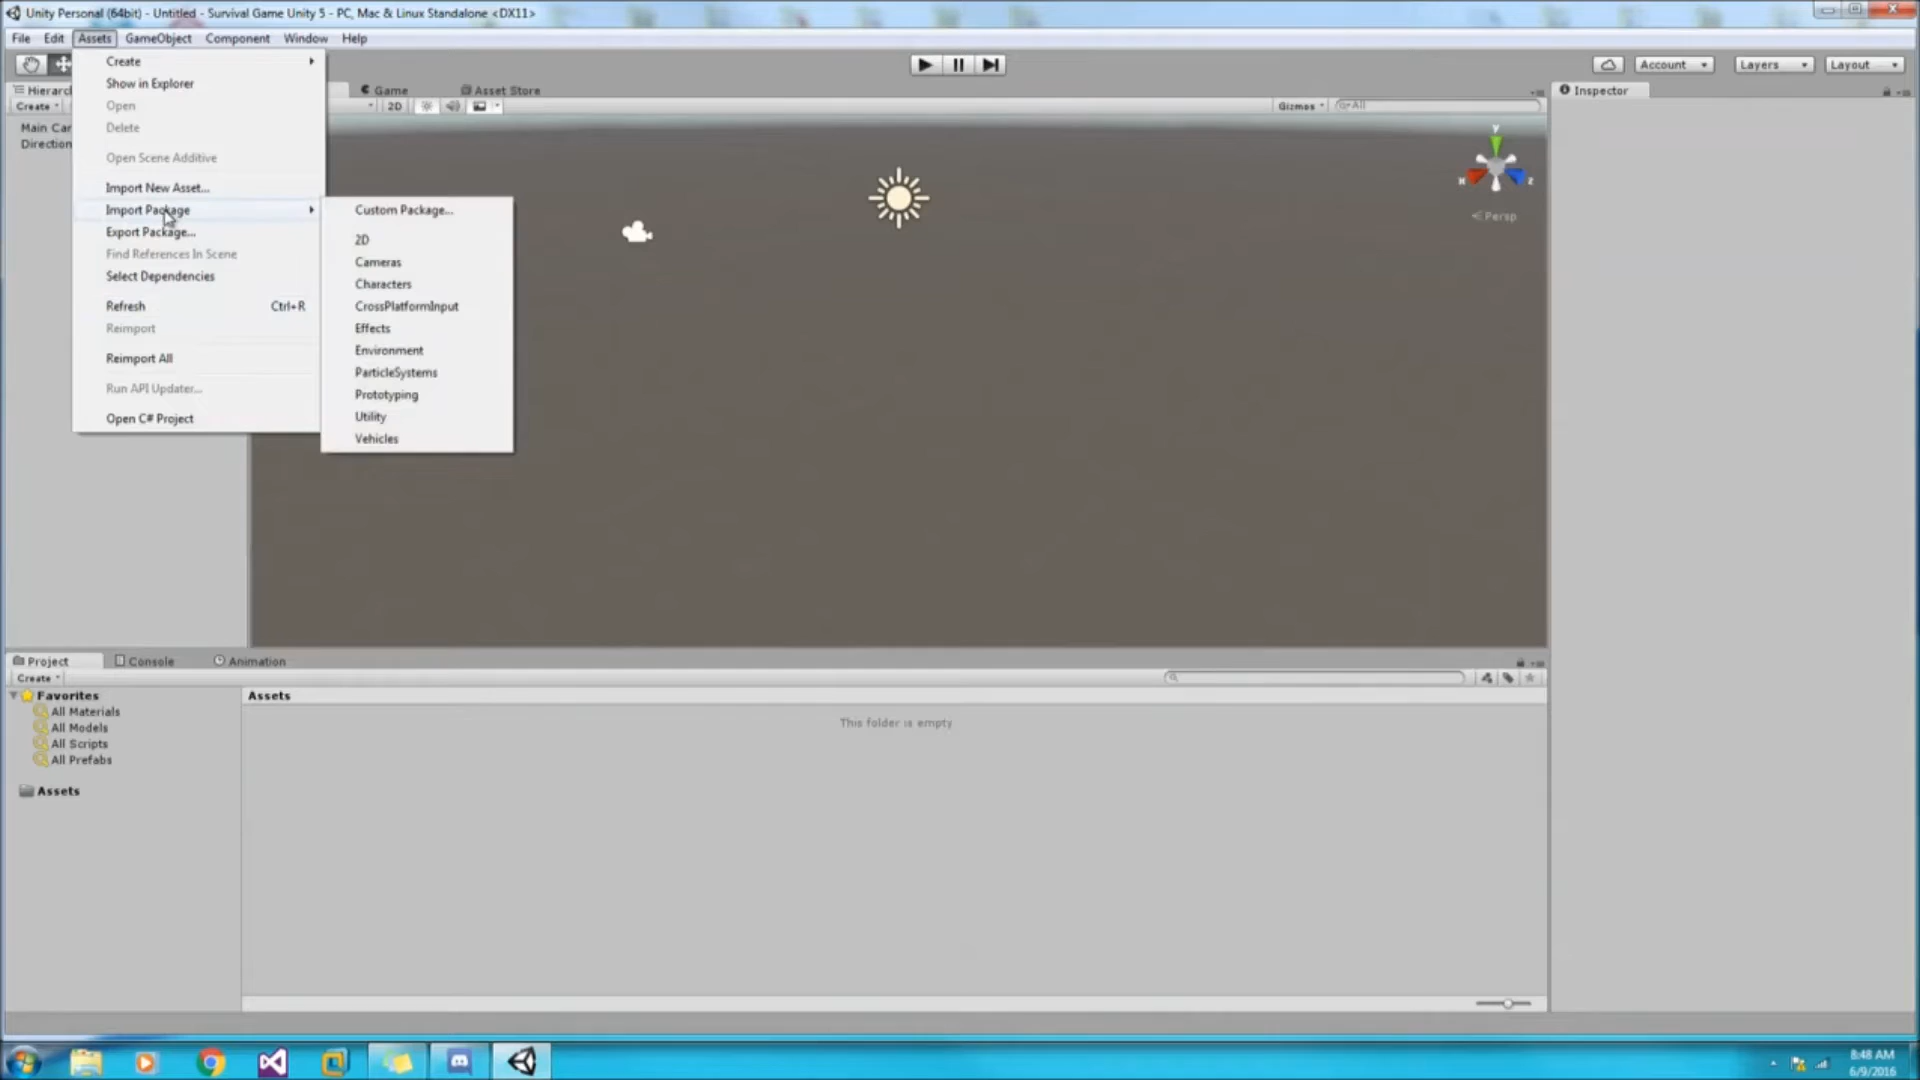 Unity Personal (64bit) - Untitled - Survival Game Unity 5 - PC, Mac & Linux Standalone <DX11>
File Edit Assets GameObject Component Window Help
Account Layers Layout
Create
Show in Explorer
Open
Delete
Open Scene Additive
Import New Asset...
Import Package
Export Package...
Find References In Scene
Select Dependencies
Refresh Ctrl+R
Reimport
Reimport All
Run API Updater...
Open C# Project
Custom Package...
2D
Cameras
Characters
CrossPlatformInput
Effects
Environment
ParticleSystems
Prototyping
Utility
Vehicles
Hierarc
Create
Main Car
Direction
Game Asset Store
2D Gizmos All
y
x z
Persp
Inspector
Project Console Animation
Create
Favorites
All Materials
All Models
All Scripts
All Prefabs
Assets
Assets
This folder is empty
8:48 AM
6/9/2016